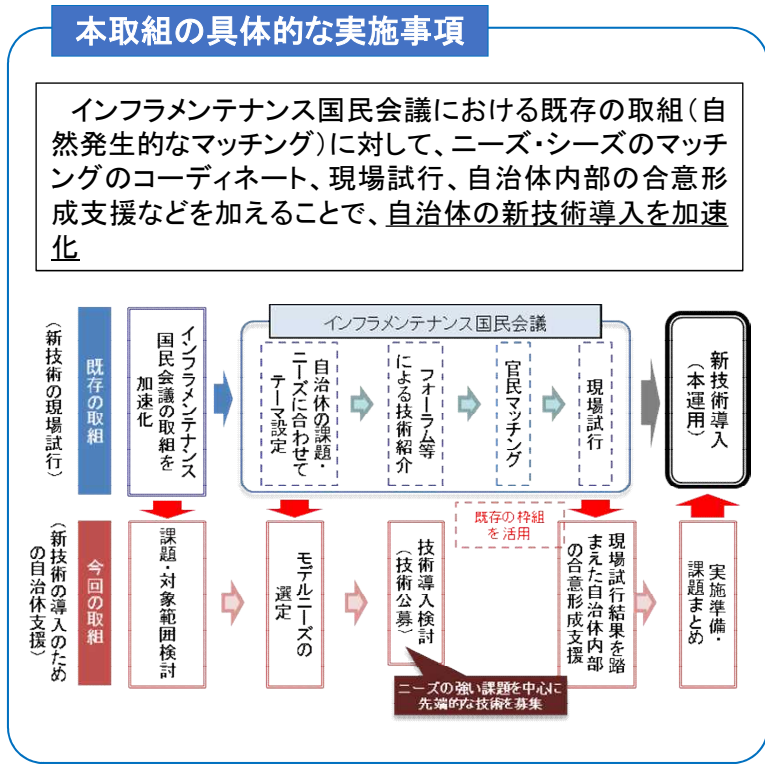 本取組の具体的な実施事項
インフラメンテナンス国民会議における既存の取組（自
然発生的なマッチング）に対して、ニーズ・シーズのマッチ
ングのコーディネート、現場試行、自治体内部の合意形
成支援などを加えることで、自治体の新技術導入を加速
化
インフラメンテナンス国民会議
既存の取組
（新技術の現場試行）
インフラメンテナンス
国民会議の取組を
加速化
自治体の課題・
ニーズに合わせて
テーマ設定
フォーラム等
による技術紹介
官民マッチング
現場試行
新技術導入
（本運用）
今回の取組
（新技術の導入のため
の自治体支援）
課題・対象範囲検討
モデルニーズの
選定
技術導入検討
（技術公募）
既存の枠組
を活用
現場試行結果を踏
まえた自治体内部
の合意形成支援
実施準備・
課題まとめ
ニーズの強い課題を中心に
先端的な技術を募集